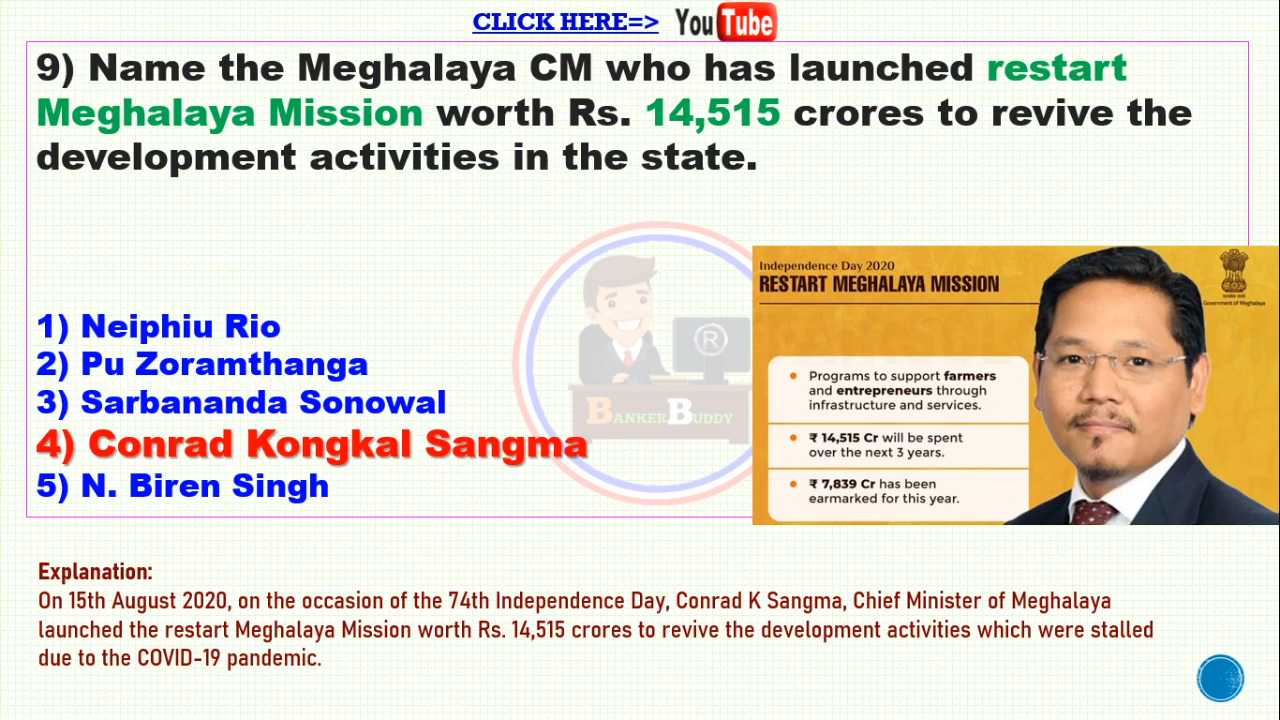 CLICK HERE=> YouTube
9) Name the Meghalaya CM who has launched restart
Meghalaya Mission worth Rs. 14,515 crores to revive the
development activities in the state.
1) Neiphiu Rio
2) Pu Zoramthanga
3) Sarbananda Sonowal
4) Conrad Kongkal Sangma
5) N. Biren Singh
®
BANKERBUDDY
Independence Day 2020
RESTART MEGHALAYA MISSION
सत्यमेव जयते
Government of Meghalaya
Programs to support farmers
and entrepreneurs through
infrastructure and services.
₹ 14,515 Cr will be spent
over the next 3 years.
₹ 7,839 Cr has been
earmarked for this year.
Explanation:
On 15th August 2020, on the occasion of the 74th Independence Day, Conrad K Sangma, Chief Minister of Meghalaya
launched the restart Meghalaya Mission worth Rs. 14,515 crores to revive the development activities which were stalled
due to the COVID-19 pandemic.